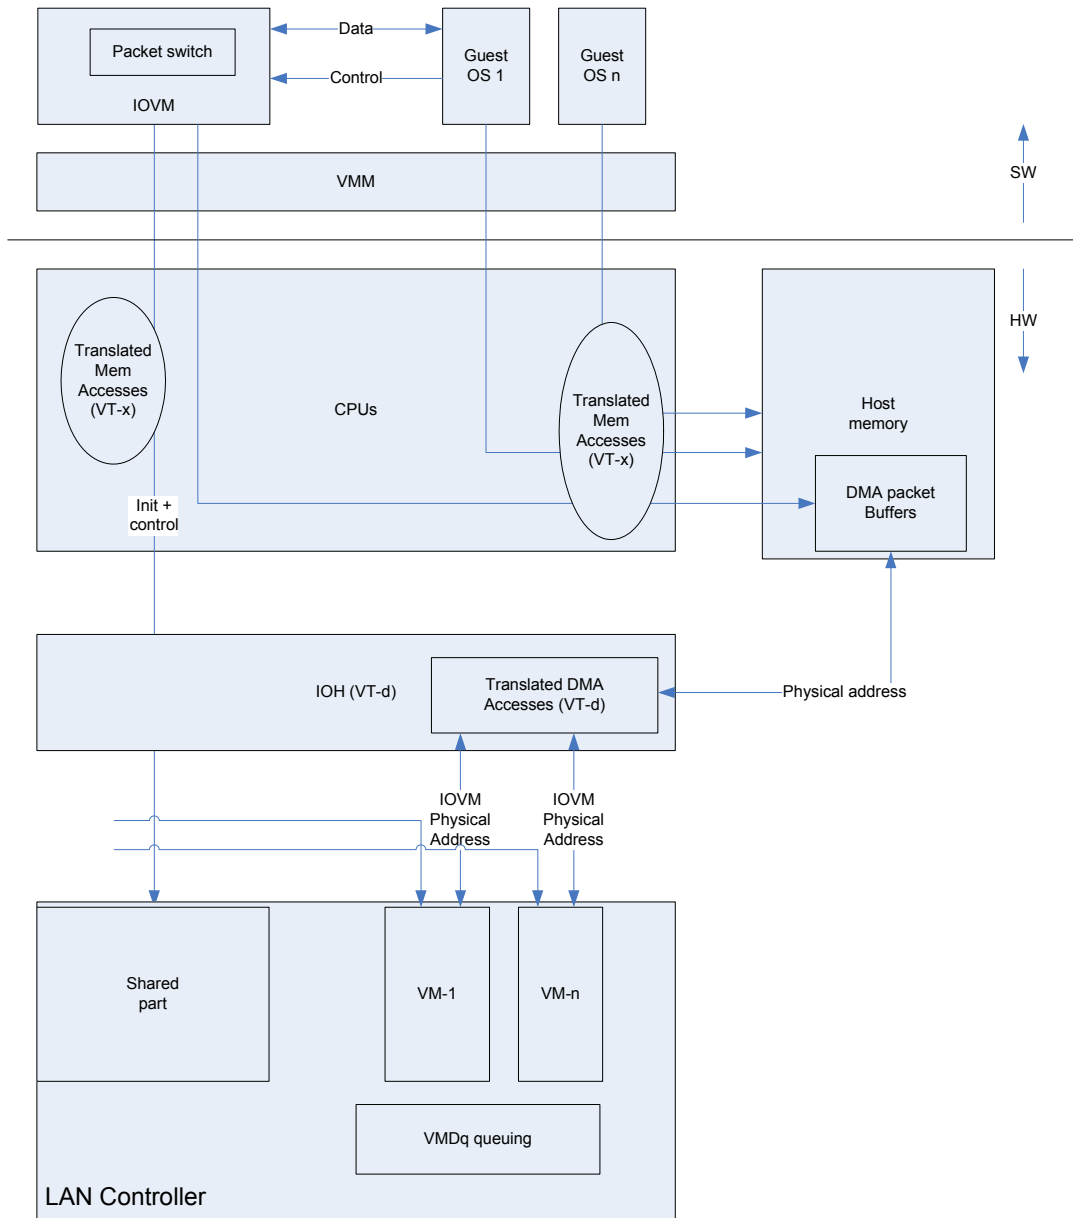 Packet switch
IOVM
Data
Control
Guest
OS 1
Guest
OS n
VMM
SW
HW
Translated
Mem
Accesses
(VT-x)
CPUs
Translated
Mem
Accesses
(VT-x)
Host
memory
DMA packet
Buffers
Init +
control
IOH (VT-d)
Translated DMA
Accesses (VT-d)
Physical address
IOVM
Physical
Address
IOVM
Physical
Address
Shared
part
VM-1
VM-n
VMDq queuing
LAN Controller